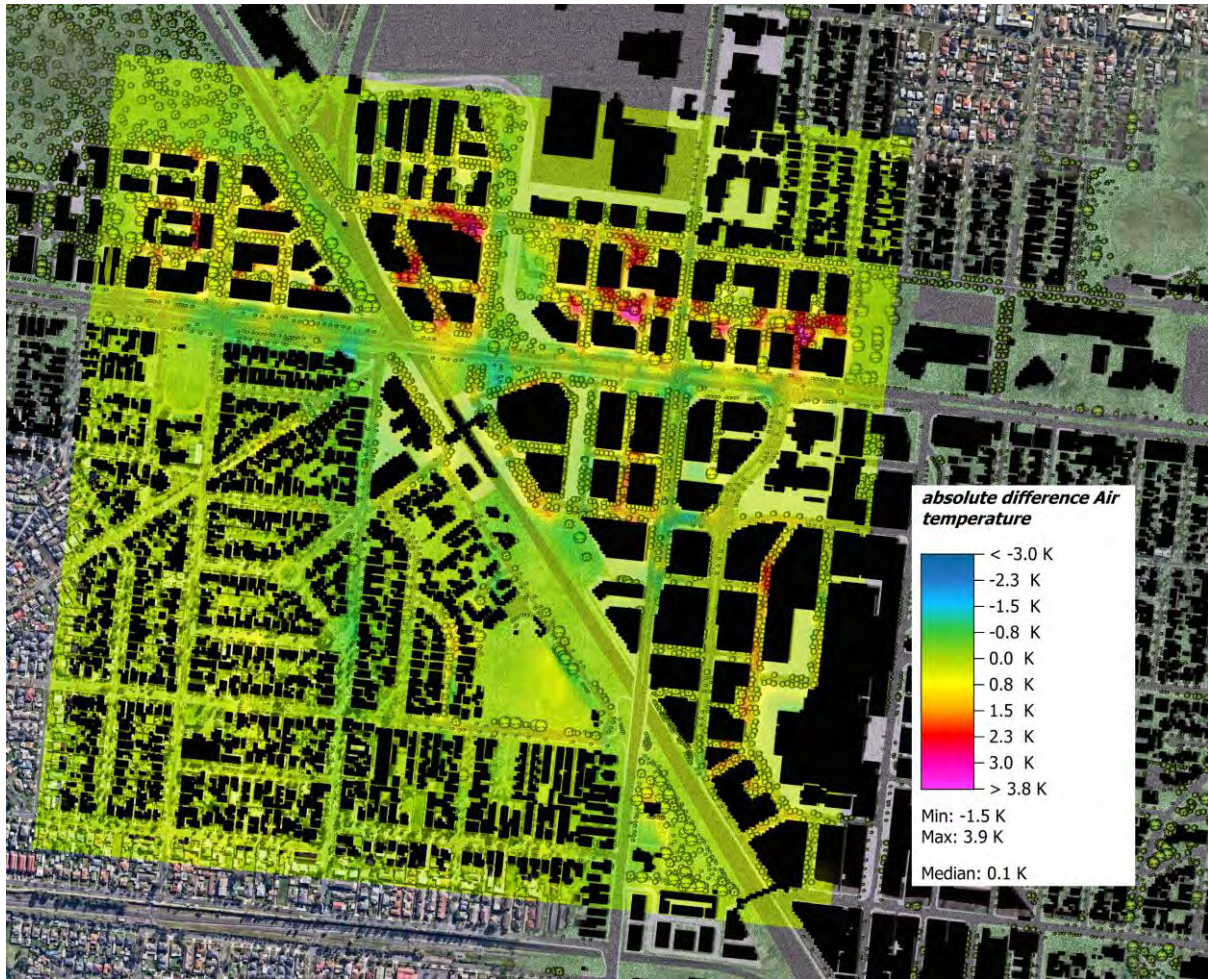 absolute difference Air
temperature
< -3.0 K
-2.3 K
-1.5 K
-0.8 K
0.0 K
0.8 K
1.5 K
2.3 K
3.0 K
> 3.8 K
Min: -1.5 K
Max: 3.9 K
Median: 0.1 K